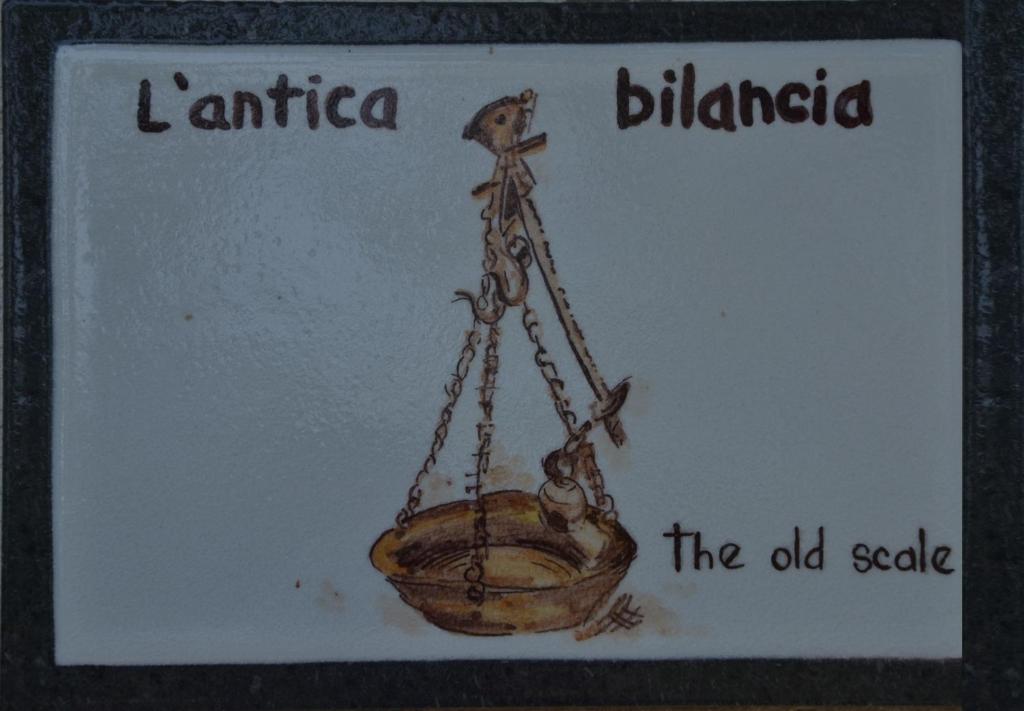 L'antica bilancia
the old scale